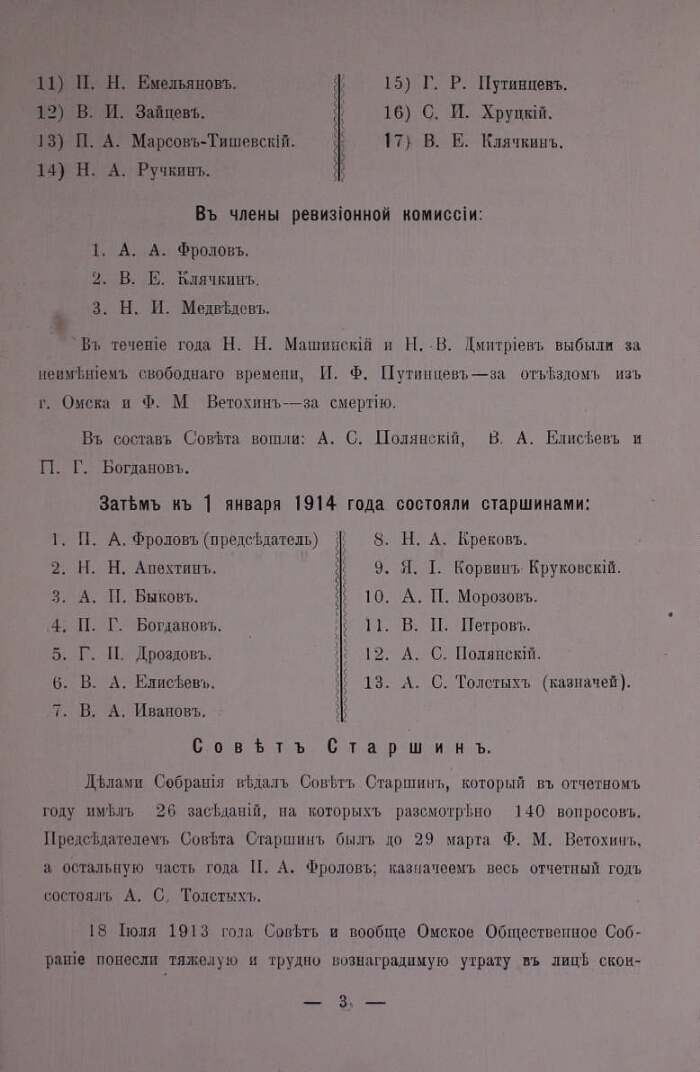 11) П. Н. Емельяновъ.
12) В. И. Зайцевъ.
13) П. А. Марсовъ-Тишевскій.
14) Н. А. Ручкинъ.
15) Г. Р. Путинцевъ.
16) С. И. Хруцкій.
17) В. Е. Клячкинъ.
Въ члены ревизіонной комиссіи:
1. А. А. Фроловъ.
2. В. Е. Клячкинъ.
3. Н. И. Медвѣдевъ.
Въ теченіе года Н. Н. Машинскій и Н. В. Дмитріевъ выбыли за
неимѣніемъ свободнаго времени, И. Ф. Путинцевъ—за отъѣздомъ изъ
г. Омска и Ф. М Ветохинъ—за смертію.
Въ составъ Совѣта вошли: А. С. Полянскій, В. А. Елисѣевъ и
П. Г. Богдановъ.
Затѣмъ къ 1 января 1914 года состояли старшинами:
1. П. А. Фроловъ (предсѣдатель)
2. Н. Н. Апехтинъ.
3. А. П. Быковъ.
4. П. Г. Богдановъ.
5. Г. П. Дроздовъ.
6. В. А. Елисѣевъ.
7. В. А. Ивановъ.
8. Н. А. Крековъ.
9. Я. І. Корвинъ-Круковскій.
10. А. П. Морозовъ.
11. В. П. Петровъ.
12. А. С. Полянскій.
13. А. С. Толстыхъ (казначей).
Совѣтъ Старшинъ.
Дѣлами Собранія вѣдалъ Совѣтъ Старшинъ, который въ отчетномъ
году имѣлъ 26 засѣданій, на которыхъ разсмотрѣно 140 вопросовъ.
Предсѣдателемъ Совѣта Старшинъ былъ до 29 марта Ф. М. Ветохинъ,
а остальную часть года П. А. Фроловъ; казначеемъ весь отчетный годъ
состоялъ А. С. Толстыхъ.
18 Іюля 1913 года Совѣтъ и вообще Омское Общественное Соб-
раніе понесли тяжелую и трудно вознаградимую утрату въ лицѣ скон-
— 3 —